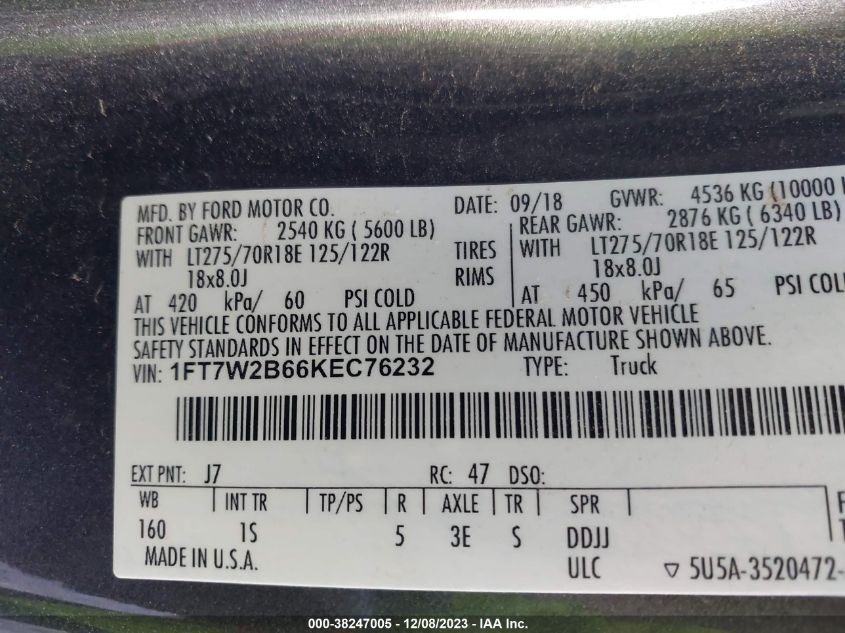 MFD. BY FORD MOTOR CO. DATE: 09/18 GVWR: 4536 KG (10000
FRONT GAWR: 2540 KG ( 5600 LB) REAR GAWR: 2876 KG ( 6340 LB)
WITH LT275/70R18E 125/122R TIRES WITH LT275/70R18E 125/122R
18x8.0J RIMS 18x8.0J
AT 420 kPa/ 60 PSI COLD AT 450 kPa/ 65 PSI COL
THIS VEHICLE CONFORMS TO ALL APPLICABLE FEDERAL MOTOR VEHICLE
SAFETY STANDARDS IN EFFECT ON THE DATE OF MANUFACTURE SHOWN ABOVE.
VIN: 1FT7W2B66KEC76232 TYPE: Truck
EXT PNT: J7 RC: 47 DSO:
WB INT TR TP/PS R AXLE TR SPR
160 1S 5 3E S DDJJ
MADE IN U.S.A. ULC ▽ 5U5A-3520472-
000-38247005 - 12/08/2023 - IAA Inc.